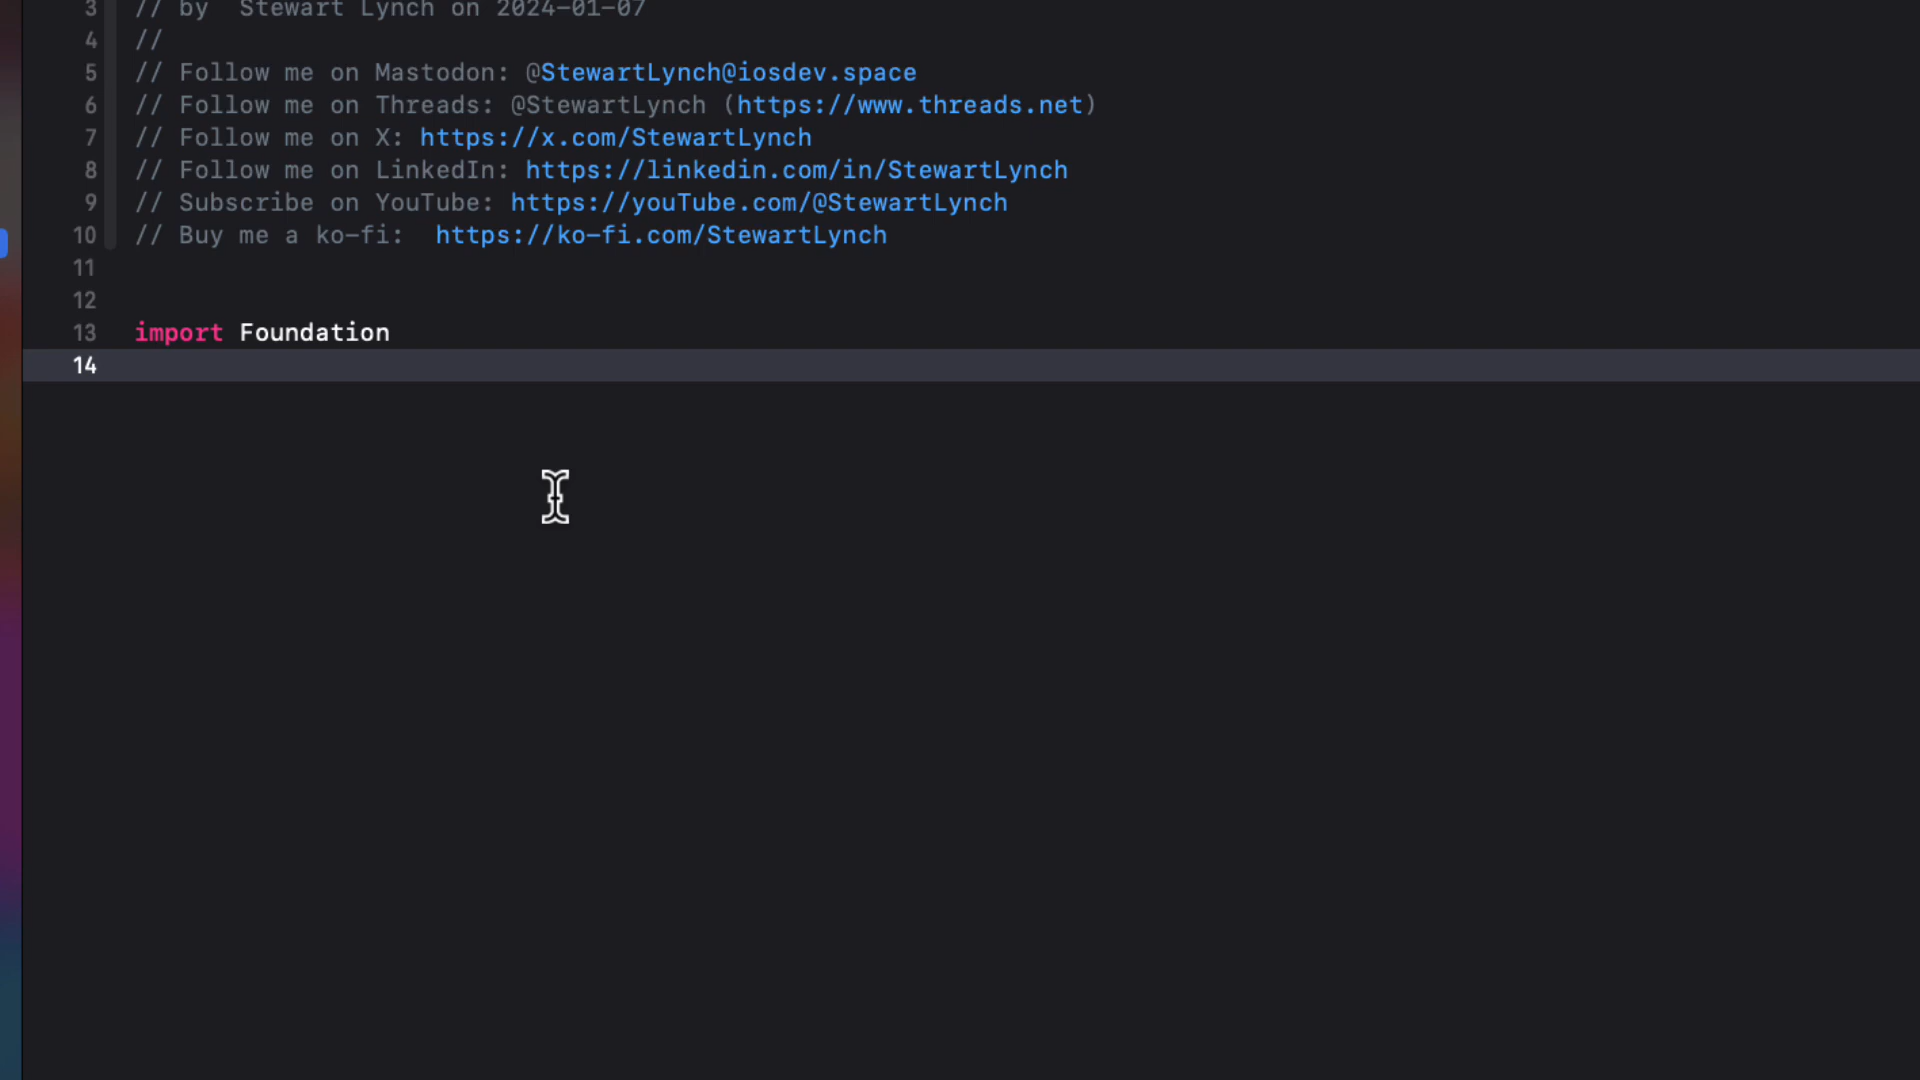 3 // by  Stewart Lynch on 2024-01-07
4 //
5 // Follow me on Mastodon: @StewartLynch@iosdev.space
6 // Follow me on Threads: @StewartLynch (https://www.threads.net)
7 // Follow me on X: https://x.com/StewartLynch
8 // Follow me on LinkedIn: https://linkedin.com/in/StewartLynch
9 // Subscribe on YouTube: https://youTube.com/@StewartLynch
10 // Buy me a ko-fi:  https://ko-fi.com/StewartLynch
11
12
13 import Foundation
14